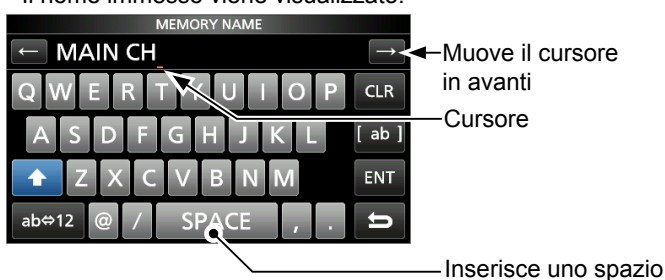 Il nome immesso viene visualizzato.
MEMORY NAME
← MAIN CH_ →
Muove il cursore
in avanti
Q W E R T Y U I O P CLR
Cursore
A S D F G H J K L [ ab ]
Z X C V B N M ENT
ab⇔12 @ / SPACE , .
Inserisce uno spazio